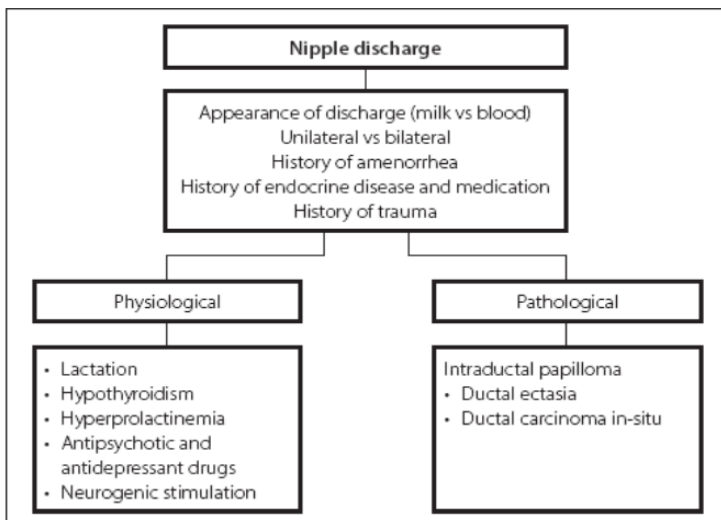 Nipple discharge
Appearance of discharge (milk vs blood)
Unilateral vs bilateral
History of amenorrhea
History of endocrine disease and medication
History of trauma
Physiological
• Lactation
• Hypothyroidism
• Hyperprolactinemia
• Antipsychotic and
antidepressant drugs
• Neurogenic stimulation
Pathological
Intraductal papilloma
• Ductal ectasia
• Ductal carcinoma in-situ